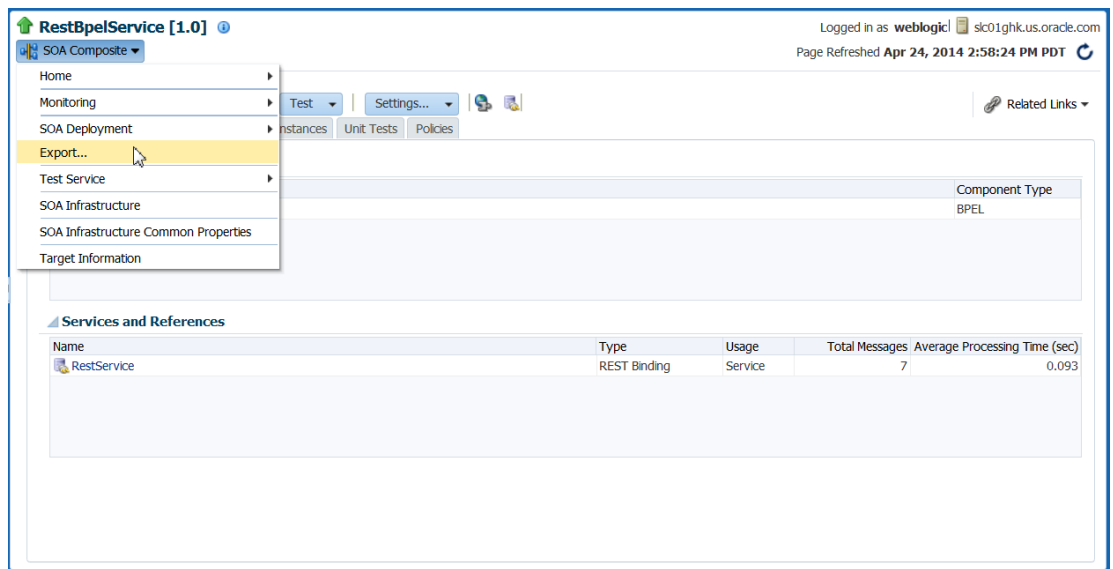 RestBpelService [1.0]
Logged in as weblogic slc01ghk.us.oracle.com
SOA Composite
Page Refreshed Apr 24, 2014 2:58:24 PM PDT
Home
Monitoring
Test Settings... Related Links
SOA Deployment
nstances Unit Tests Policies
Export...
Test Service
Component Type
SOA Infrastructure
BPEL
SOA Infrastructure Common Properties
Target Information
Services and References
Name Type Usage Total Messages Average Processing Time (sec)
RestService REST Binding Service 7 0.093